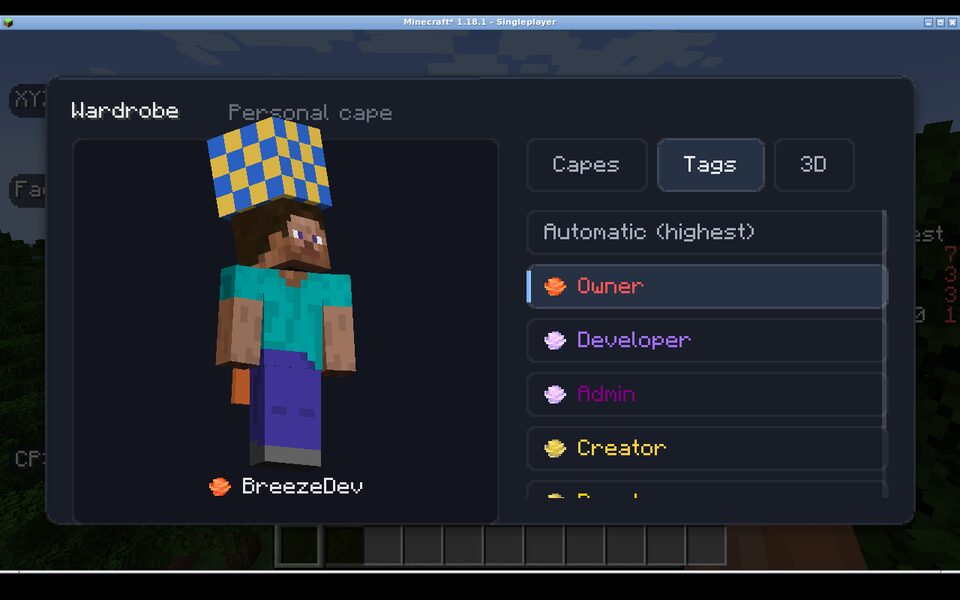 Minecraft* 1.18.1 - Singleplayer
Wardrobe
Personal cape
Capes
Tags
3D
Automatic (highest)
Owner
Developer
Admin
Creator
BreezeDev